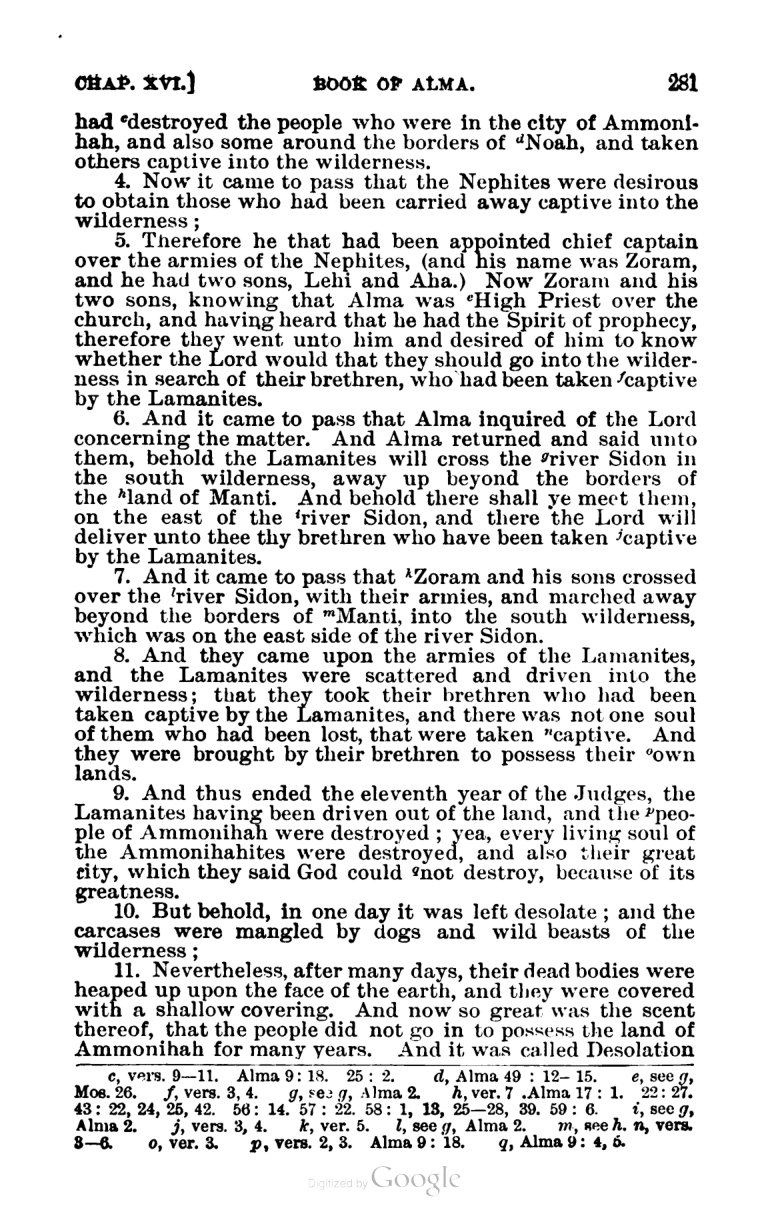 CHAP. XVI.] BOOK OF ALMA. 281
had ᶜdestroyed the people who were in the city of Ammoni-
hah, and also some around the borders of ᵈNoah, and taken
others captive into the wilderness.
4. Now it came to pass that the Nephites were desirous
to obtain those who had been carried away captive into the
wilderness ;
5. Therefore he that had been appointed chief captain
over the armies of the Nephites, (and his name was Zoram,
and he had two sons, Lehi and Aha.) Now Zoram and his
two sons, knowing that Alma was ᵉHigh Priest over the
church, and having heard that he had the Spirit of prophecy,
therefore they went unto him and desired of him to know
whether the Lord would that they should go into the wilder-
ness in search of their brethren, who had been taken ᶠcaptive
by the Lamanites.
6. And it came to pass that Alma inquired of the Lord
concerning the matter. And Alma returned and said unto
them, behold the Lamanites will cross the ᵍriver Sidon in
the south wilderness, away up beyond the borders of
the ʰland of Manti. And behold there shall ye meet them,
on the east of the ⁱriver Sidon, and there the Lord will
deliver unto thee thy brethren who have been taken ʲcaptive
by the Lamanites.
7. And it came to pass that ᵏZoram and his sons crossed
over the ˡriver Sidon, with their armies, and marched away
beyond the borders of ᵐManti, into the south wilderness,
which was on the east side of the river Sidon.
8. And they came upon the armies of the Lamanites,
and the Lamanites were scattered and driven into the
wilderness; that they took their brethren who had been
taken captive by the Lamanites, and there was not one soul
of them who had been lost, that were taken ⁿcaptive. And
they were brought by their brethren to possess their ᵒown
lands.
9. And thus ended the eleventh year of the Judges, the
Lamanites having been driven out of the land, and the ᵖpeo-
ple of Ammonihah were destroyed ; yea, every living soul of
the Ammonihahites were destroyed, and also their great
city, which they said God could qnot destroy, because of its
greatness.
10. But behold, in one day it was left desolate ; and the
carcases were mangled by dogs and wild beasts of the
wilderness ;
11. Nevertheless, after many days, their dead bodies were
heaped up upon the face of the earth, and they were covered
with a shallow covering. And now so great was the scent
thereof, that the people did not go in to possess the land of
Ammonihah for many years. And it was called Desolation
c, vers. 9—11. Alma 9: 18. 25 : 2. d, Alma 49 : 12—15. e, see g,
Mos. 26. f, vers. 3, 4. g, see g, Alma 2. h, ver. 7 .Alma 17 : 1. 22: 27.
43: 22, 24, 25, 42. 56: 14. 57 : 22. 58: 1, 13, 25—28, 39. 59: 6. i, see g,
Alma 2. j, vers. 3, 4. k, ver. 5. l, see g, Alma 2. m, see h. n, vers.
3—6. o, ver. 3. p, vers. 2, 3. Alma 9: 18. q, Alma 9: 4, 5.
Digitized by Google